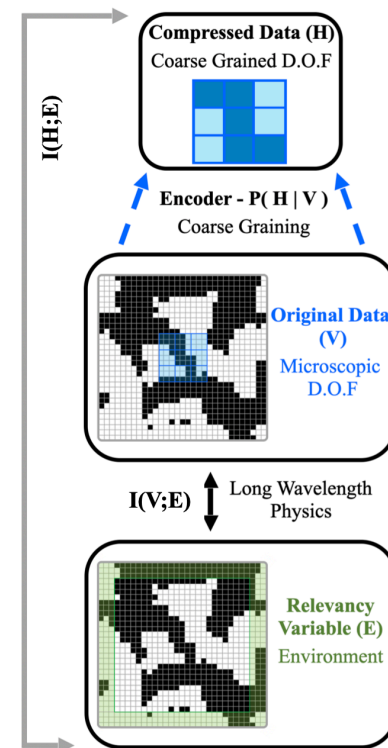 Compressed Data (H)
Coarse Grained D.O.F
I(H;E)
Encoder - P( H | V )
Coarse Graining
Original Data
(V)
Microscopic
D.O.F
I(V;E)
Long Wavelength
Physics
Relevancy
Variable (E)
Environment